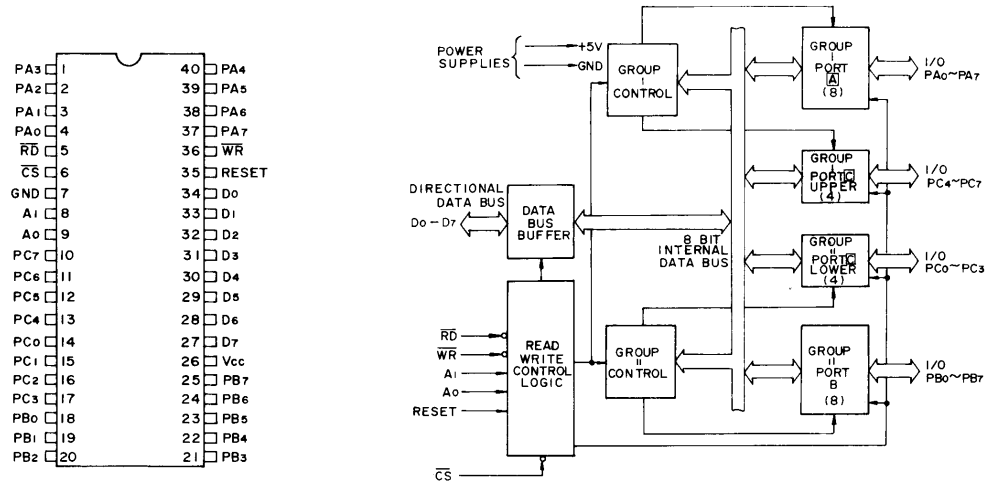 PA3 1 40 PA4
PA2 2 39 PA5
PA1 3 38 PA6
PA0 4 37 PA7
RD 5 36 WR
CS 6 35 RESET
GND 7 34 D0
A1 8 33 D1
A0 9 32 D2
PC7 10 31 D3
PC6 11 30 D4
PC5 12 29 D5
PC4 13 28 D6
PC0 14 27 D7
PC1 15 26 Vcc
PC2 16 25 PB7
PC3 17 24 PB6
PB0 18 23 PB5
PB1 19 22 PB4
PB2 20 21 PB3
POWER
SUPPLIES
+5V
GND
GROUP
I
CONTROL
GROUP
I
PORT
A
(8)
I/O
PA0~PA7
GROUP
I
PORT C
UPPER
(4)
I/O
PC4~PC7
DIRECTIONAL
DATA BUS
D0-D7
DATA
BUS
BUFFER
8 BIT
INTERNAL
DATA BUS
GROUP
II
PORT C
LOWER
(4)
I/O
PC0~PC3
RD
WR
A1
A0
RESET
CS
READ
WRITE
CONTROL
LOGIC
GROUP
II
CONTROL
GROUP
II
PORT
B
(8)
I/O
PB0~PB7